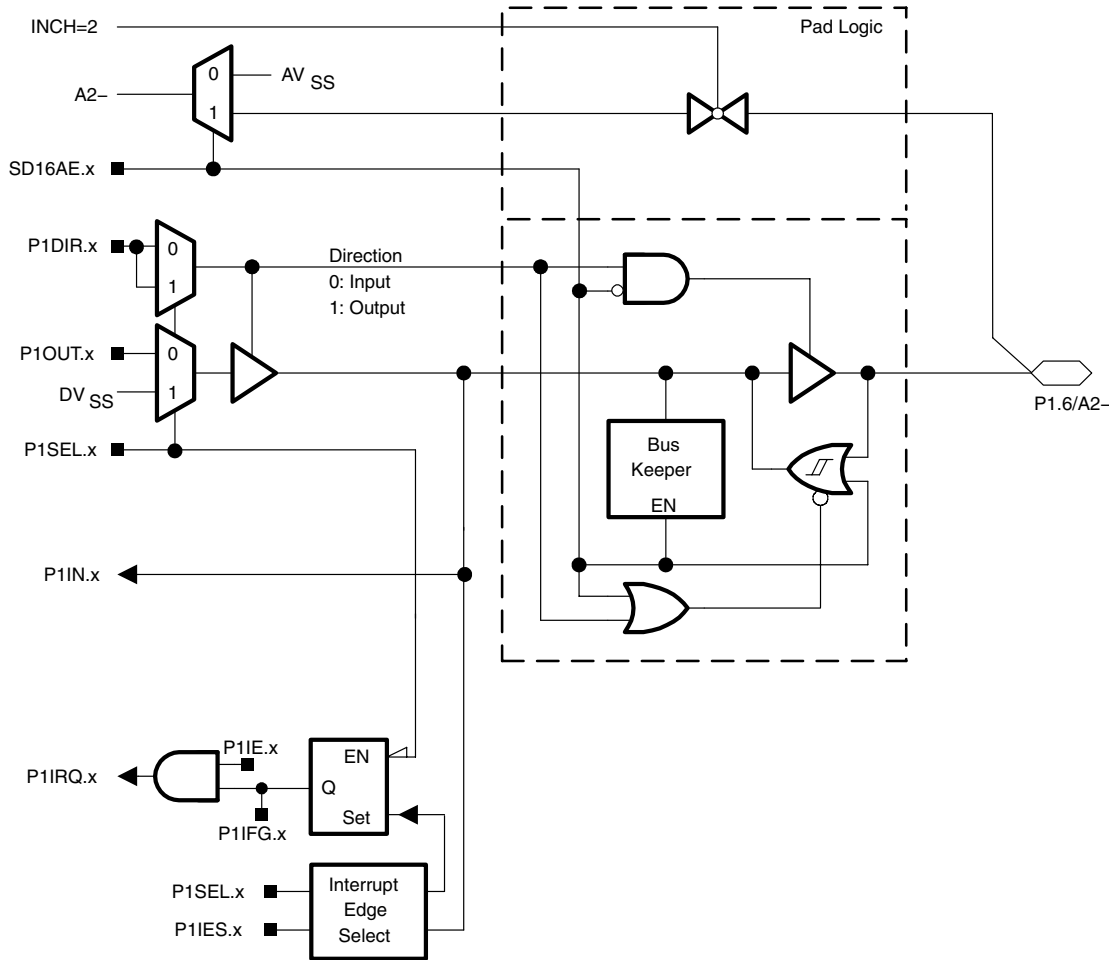 INCH=2
Pad Logic
0
AV SS
A2–
1
SD16AE.x
P1DIR.x
0
1
Direction
0: Input
1: Output
P1OUT.x
0
DV SS
1
P1.6/A2–
P1SEL.x
Bus
Keeper
EN
P1IN.x
P1IE.x
EN
P1IRQ.x
Q
Set
P1IFG.x
P1SEL.x
Interrupt
Edge
Select
P1IES.x